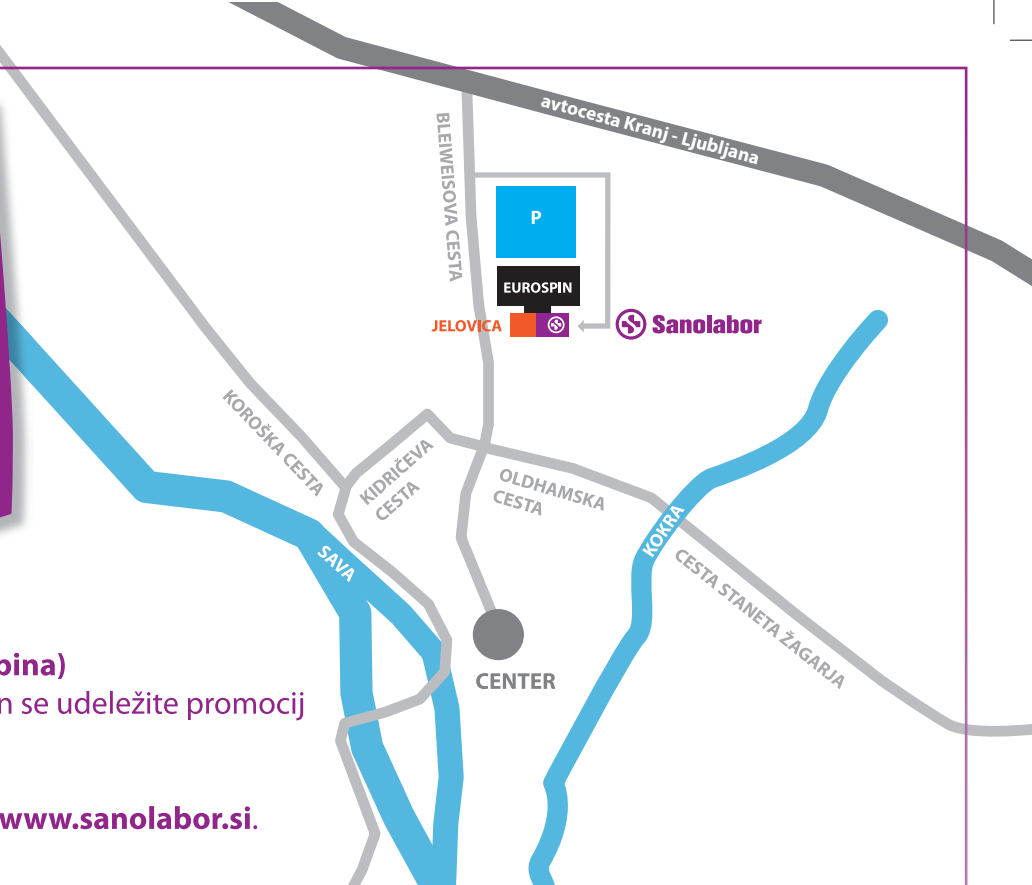 avtocesta Kranj - Ljubljana
BLEIWEISOVA CESTA
P
EUROSPIN
JELOVICA
Sanolabor
KOROŠKA CESTA
KIDRIČEVA
CESTA
OLDHAMSKA
CESTA
KOKRA
SAVA
CESTA STANETA ŽAGARJA
CENTER
pina)
n se udeležite promocij
www.sanolabor.si.